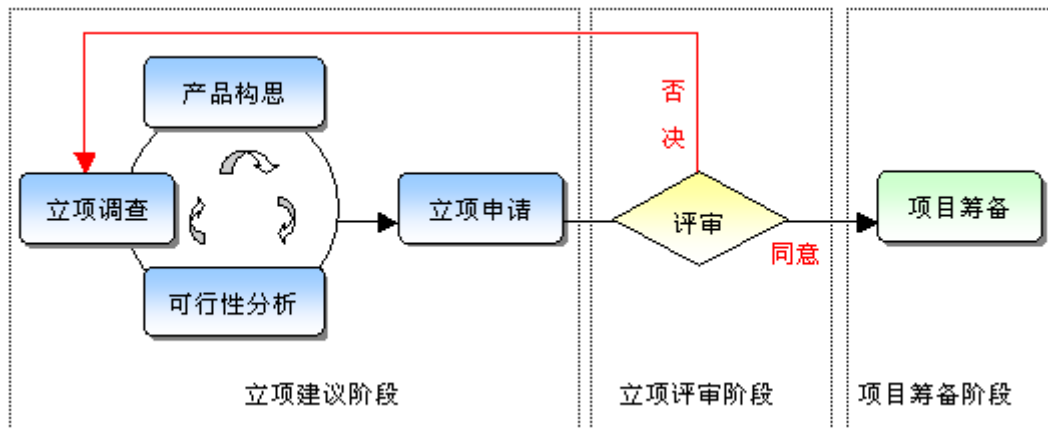 产品构思
否
决
立项调查
立项申请
评审
项目筹备
同意
可行性分析
立项建议阶段
立项评审阶段
项目筹备阶段